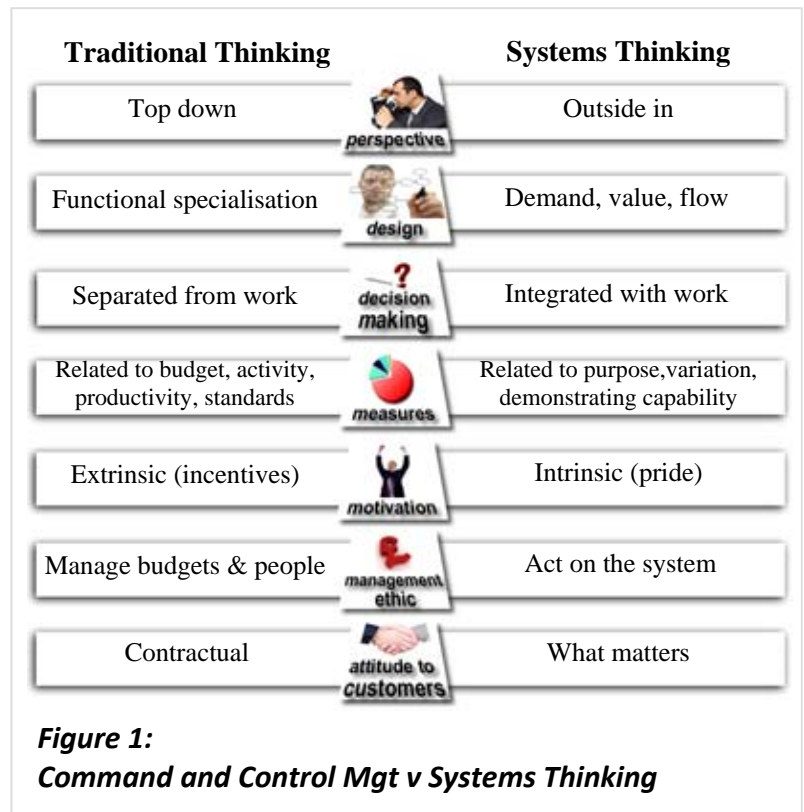 Traditional Thinking Systems Thinking
Top down perspective Outside in
Functional specialisation design Demand, value, flow
Separated from work decision making Integrated with work
Related to budget, activity,
productivity, standards
measures
Related to purpose,variation,
demonstrating capability
Extrinsic (incentives) motivation Intrinsic (pride)
Manage budgets & people management ethic Act on the system
Contractual attitude to customers What matters
Figure 1:
Command and Control Mgt v Systems Thinking